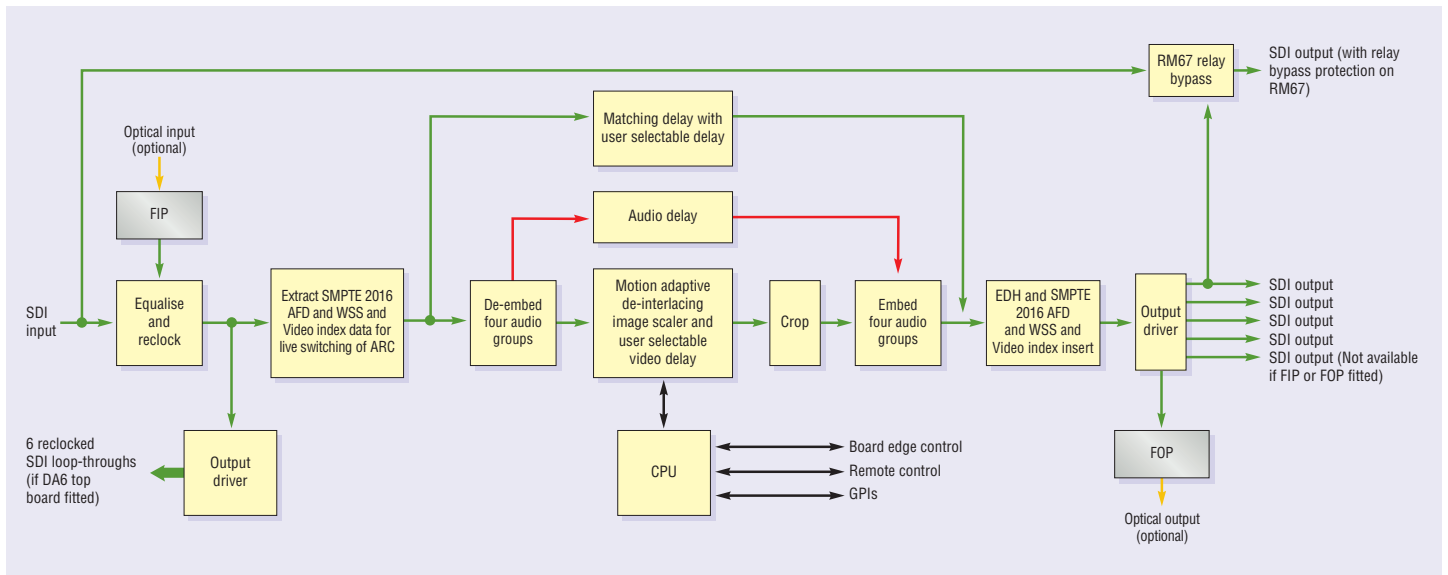 RM67 relay
bypass
SDI output (with relay
bypass protection on
RM67)
Matching delay with
user selectable delay
Optical input
(optional)
FIP
Audio delay
SDI
input
Equalise
and
reclock
Extract SMPTE 2016
AFD and WSS and
Video index data for
live switching of ARC
De-embed
four audio
groups
Motion adaptive
de-interlacing
image scaler and
user selectable
video delay
Crop
Embed
four audio
groups
EDH and SMPTE
2016 AFD
and WSS and
Video index insert
Output
driver
SDI output
SDI output
SDI output
SDI output
SDI output (Not available
if FIP or FOP fitted)
6 reclocked
SDI loop-throughs
(if DA6 top
board fitted)
Output
driver
CPU
Board edge control
Remote control
GPIs
FOP
Optical output
(optional)